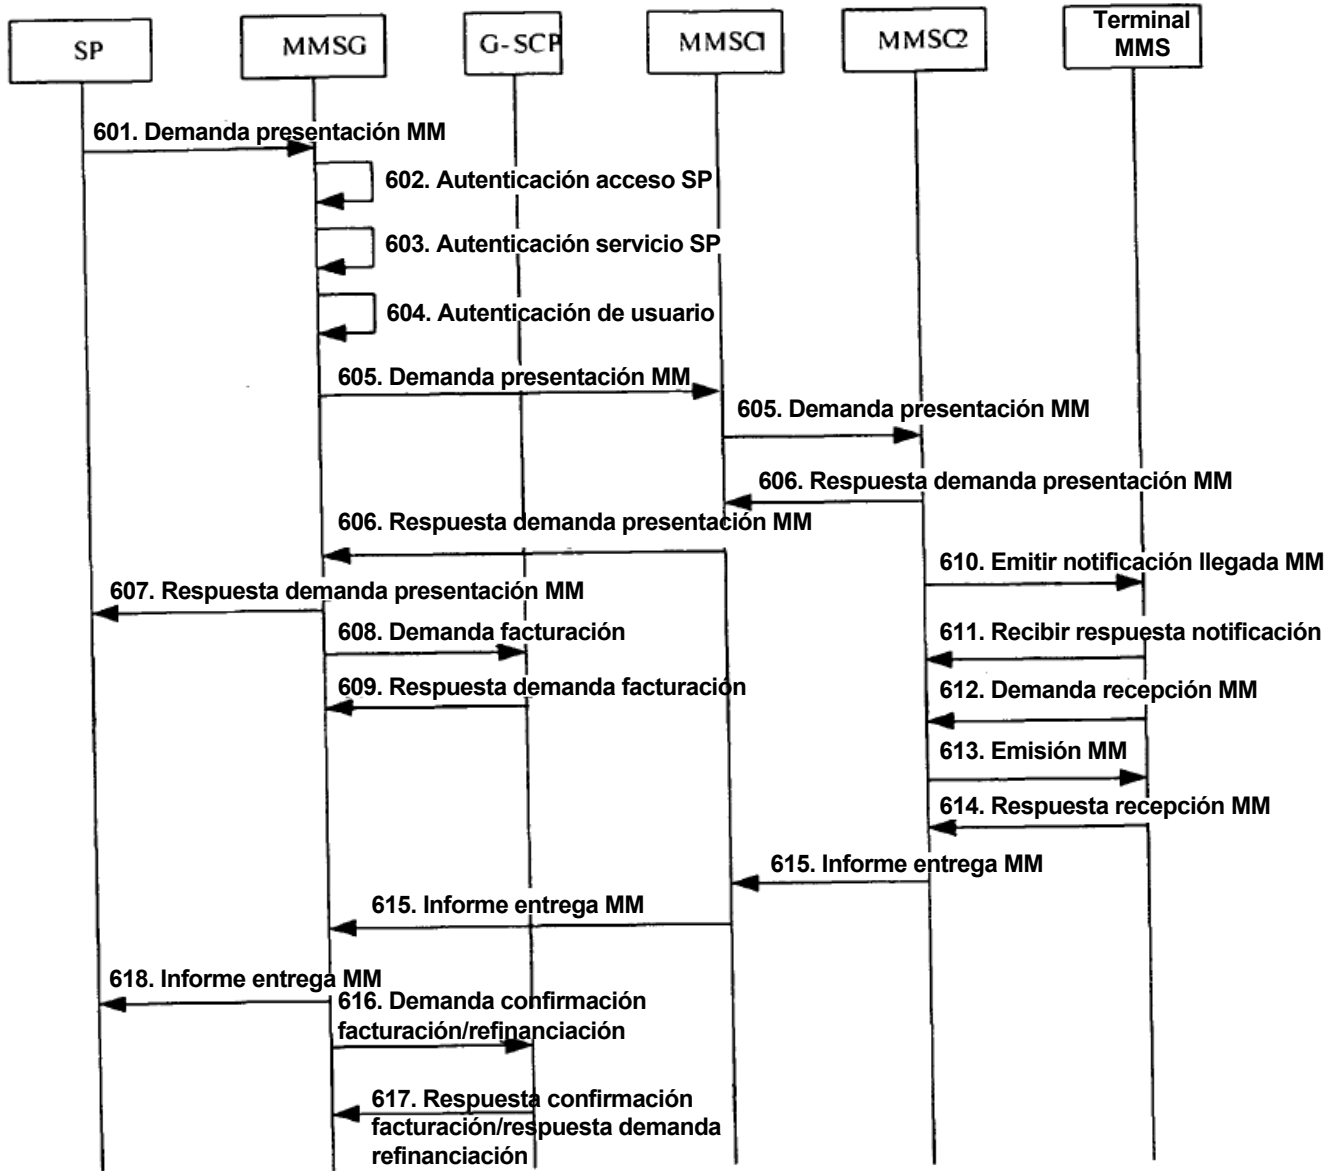 SP
MMSG
G-SCP
MMSC1
MMSC2
Terminal
MMS
601. Demanda presentación MM
602. Autenticación acceso SP
603. Autenticación servicio SP
604. Autenticación de usuario
605. Demanda presentación MM
605. Demanda presentación MM
606. Respuesta demanda presentación MM
606. Respuesta demanda presentación MM
610. Emitir notificación llegada MM
607. Respuesta demanda presentación MM
608. Demanda facturación
611. Recibir respuesta notificación
609. Respuesta demanda facturación
612. Demanda recepción MM
613. Emisión MM
614. Respuesta recepción MM
615. Informe entrega MM
615. Informe entrega MM
618. Informe entrega MM
616. Demanda confirmación
facturación/refinanciación
617. Respuesta confirmación
facturación/respuesta demanda
refinanciación